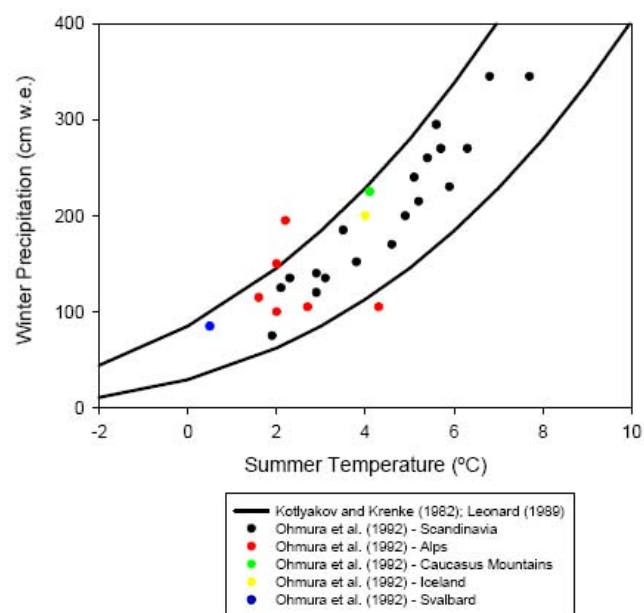 400
300
200
100
0
Winter Precipitation (cm w.e.)
-2 0 2 4 6 8 10
Summer Temperature (ºC)
Kotlyakov and Krenke (1982); Leonard (1989)
Ohmura et al. (1992) - Scandinavia
Ohmura et al. (1992) - Alps
Ohmura et al. (1992) - Caucasus Mountains
Ohmura et al. (1992) - Iceland
Ohmura et al. (1992) - Svalbard